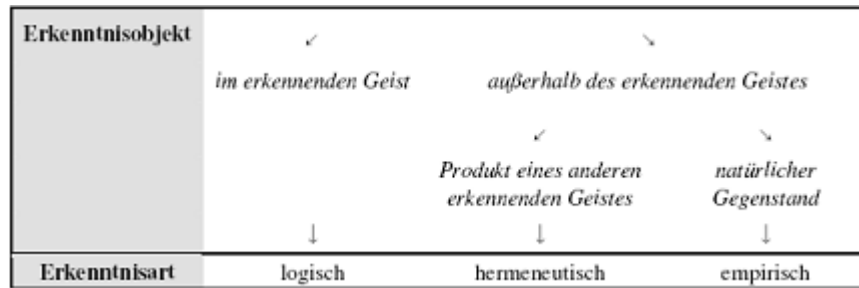 Erkenntnisobjekt ↙ ↘
im erkennenden Geist außerhalb des erkennenden Geistes
↙ ↘
Produkt eines anderen natürlicher
erkennenden Geistes Gegenstand
↓ ↓ ↓
Erkenntnisart logisch hermeneutisch empirisch